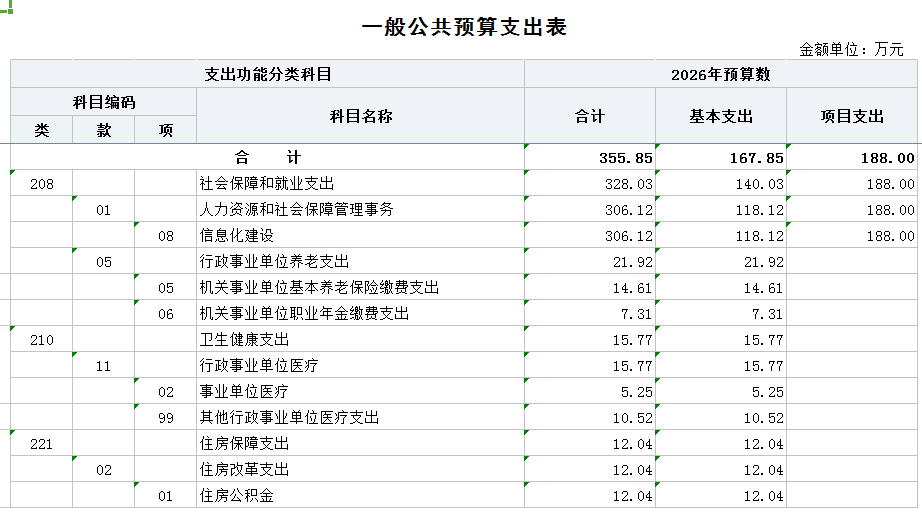 一般公共预算支出表
金额单位：万元
支出功能分类科目 2026年预算数
科目编码 科目名称 合计 基本支出 项目支出
类 款 项
合 计 355.85 167.85 188.00
208 社会保障和就业支出 328.03 140.03 188.00
01 人力资源和社会保障管理事务 306.12 118.12 188.00
08 信息化建设 306.12 118.12 188.00
05 行政事业单位养老支出 21.92 21.92
05 机关事业单位基本养老保险缴费支出 14.61 14.61
06 机关事业单位职业年金缴费支出 7.31 7.31
210 卫生健康支出 15.77 15.77
11 行政事业单位医疗 15.77 15.77
02 事业单位医疗 5.25 5.25
99 其他行政事业单位医疗支出 10.52 10.52
221 住房保障支出 12.04 12.04
02 住房改革支出 12.04 12.04
01 住房公积金 12.04 12.04